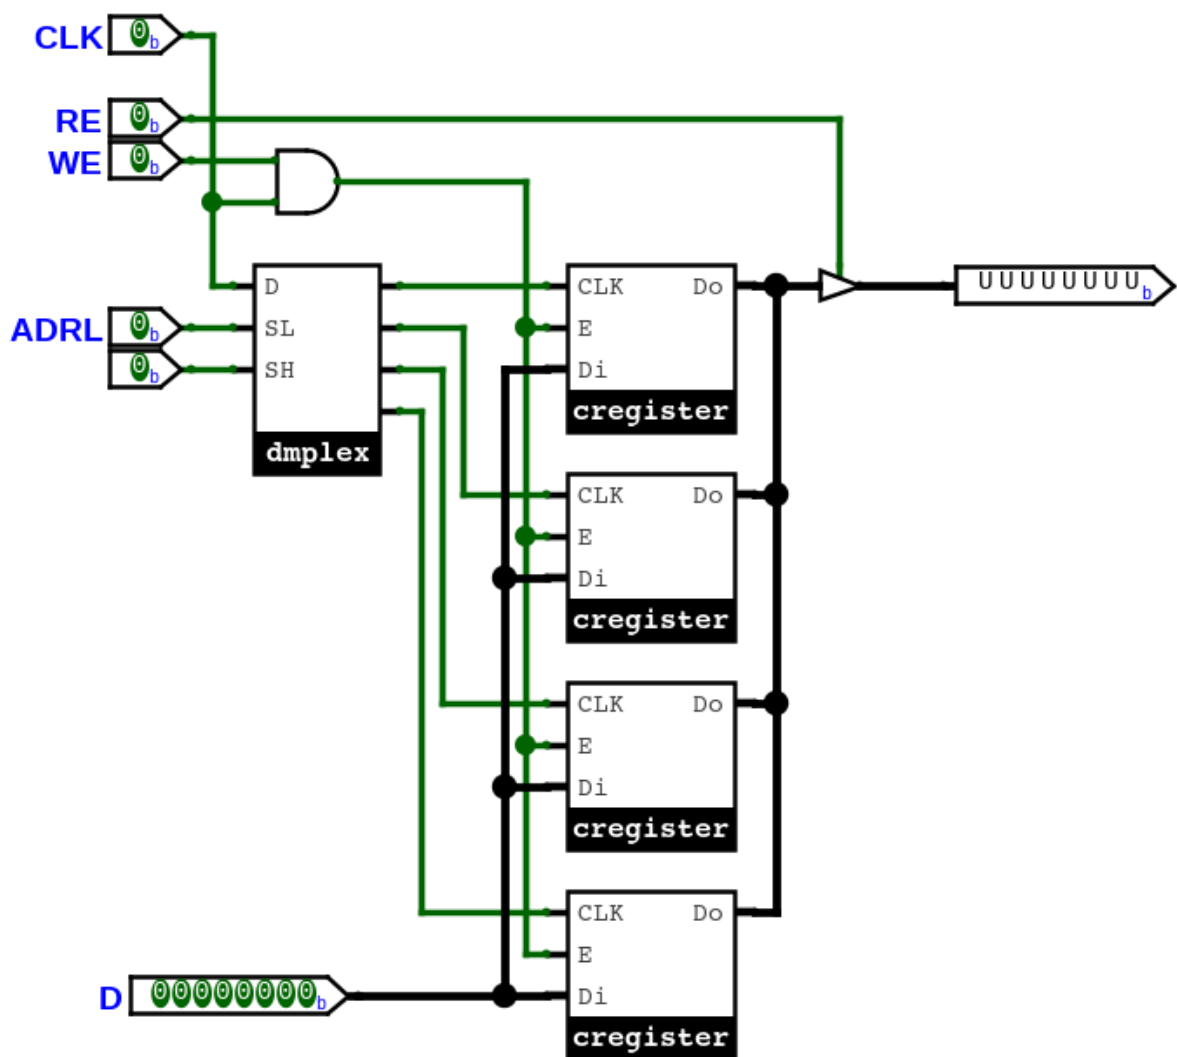 CLK 0b
RE 0b
WE 0b
ADRL 0b
0b
D
SL
SH
dmplex
CLK Do
E
Di
cregister
UUUUUUUUb
CLK Do
E
Di
cregister
CLK Do
E
Di
cregister
CLK Do
E
Di
cregister
D 00000000b